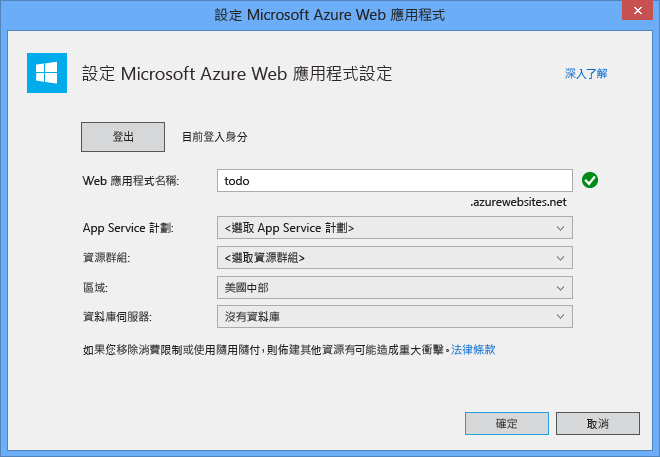 設定 Microsoft Azure Web 應用程式
設定 Microsoft Azure Web 應用程式設定
深入了解
登出
目前登入身分
Web 應用程式名稱:
todo
.azurewebsites.net
App Service 計劃:
<選取 App Service 計劃>
資源群組:
<選取資源群組>
區域:
美國中部
資料庫伺服器:
沒有資料庫
如果您移除消費限制或使用隨用隨付，則佈建其他資源有可能造成重大衝擊。法律條款
確定
取消